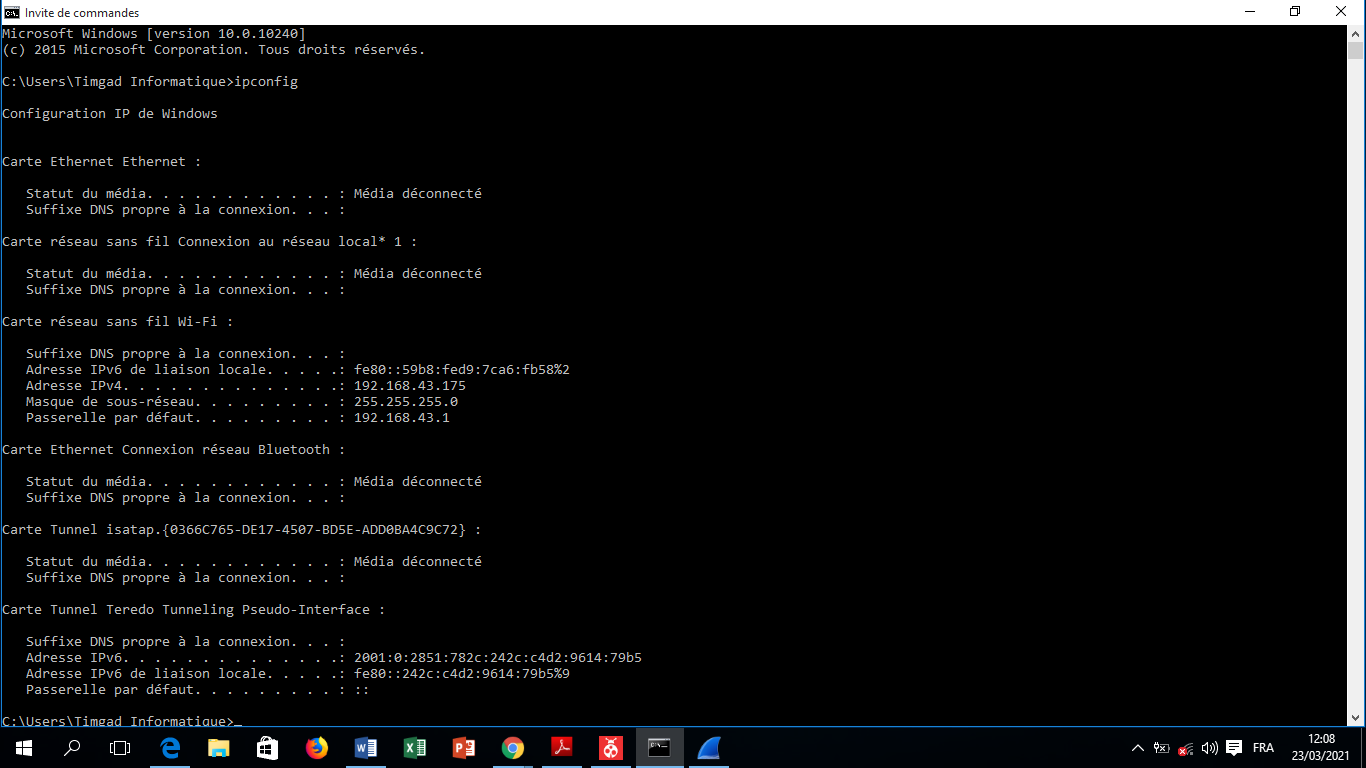 Invite de commandes
Microsoft Windows [version 10.0.10240]
(c) 2015 Microsoft Corporation. Tous droits réservés.
C:\Users\Timgad Informatique>ipconfig
Configuration IP de Windows
Carte Ethernet Ethernet :
Statut du média. . . . . . . . . . . . : Média déconnecté
Suffixe DNS propre à la connexion. . . :
Carte réseau sans fil Connexion au réseau local* 1 :
Statut du média. . . . . . . . . . . . : Média déconnecté
Suffixe DNS propre à la connexion. . . :
Carte réseau sans fil Wi-Fi :
Suffixe DNS propre à la connexion. . . :
Adresse IPv6 de liaison locale. . . . .: fe80::59b8:fed9:7ca6:fb58%2
Adresse IPv4. . . . . . . . . . . . . .: 192.168.43.175
Masque de sous-réseau. . . . . . . . . : 255.255.255.0
Passerelle par défaut. . . . . . . . . : 192.168.43.1
Carte Ethernet Connexion réseau Bluetooth :
Statut du média. . . . . . . . . . . . : Média déconnecté
Suffixe DNS propre à la connexion. . . :
Carte Tunnel isatap.{0366C765-DE17-4507-BD5E-ADD0BA4C9C72} :
Statut du média. . . . . . . . . . . . : Média déconnecté
Suffixe DNS propre à la connexion. . . :
Carte Tunnel Teredo Tunneling Pseudo-Interface :
Suffixe DNS propre à la connexion. . . :
Adresse IPv6. . . . . . . . . . . . . .: 2001:0:2851:782c:242c:c4d2:9614:79b5
Adresse IPv6 de liaison locale. . . . .: fe80::242c:c4d2:9614:79b5%9
Passerelle par défaut. . . . . . . . . : ::
C:\Users\Timgad Informatique>_
FRA
12:08
23/03/2021